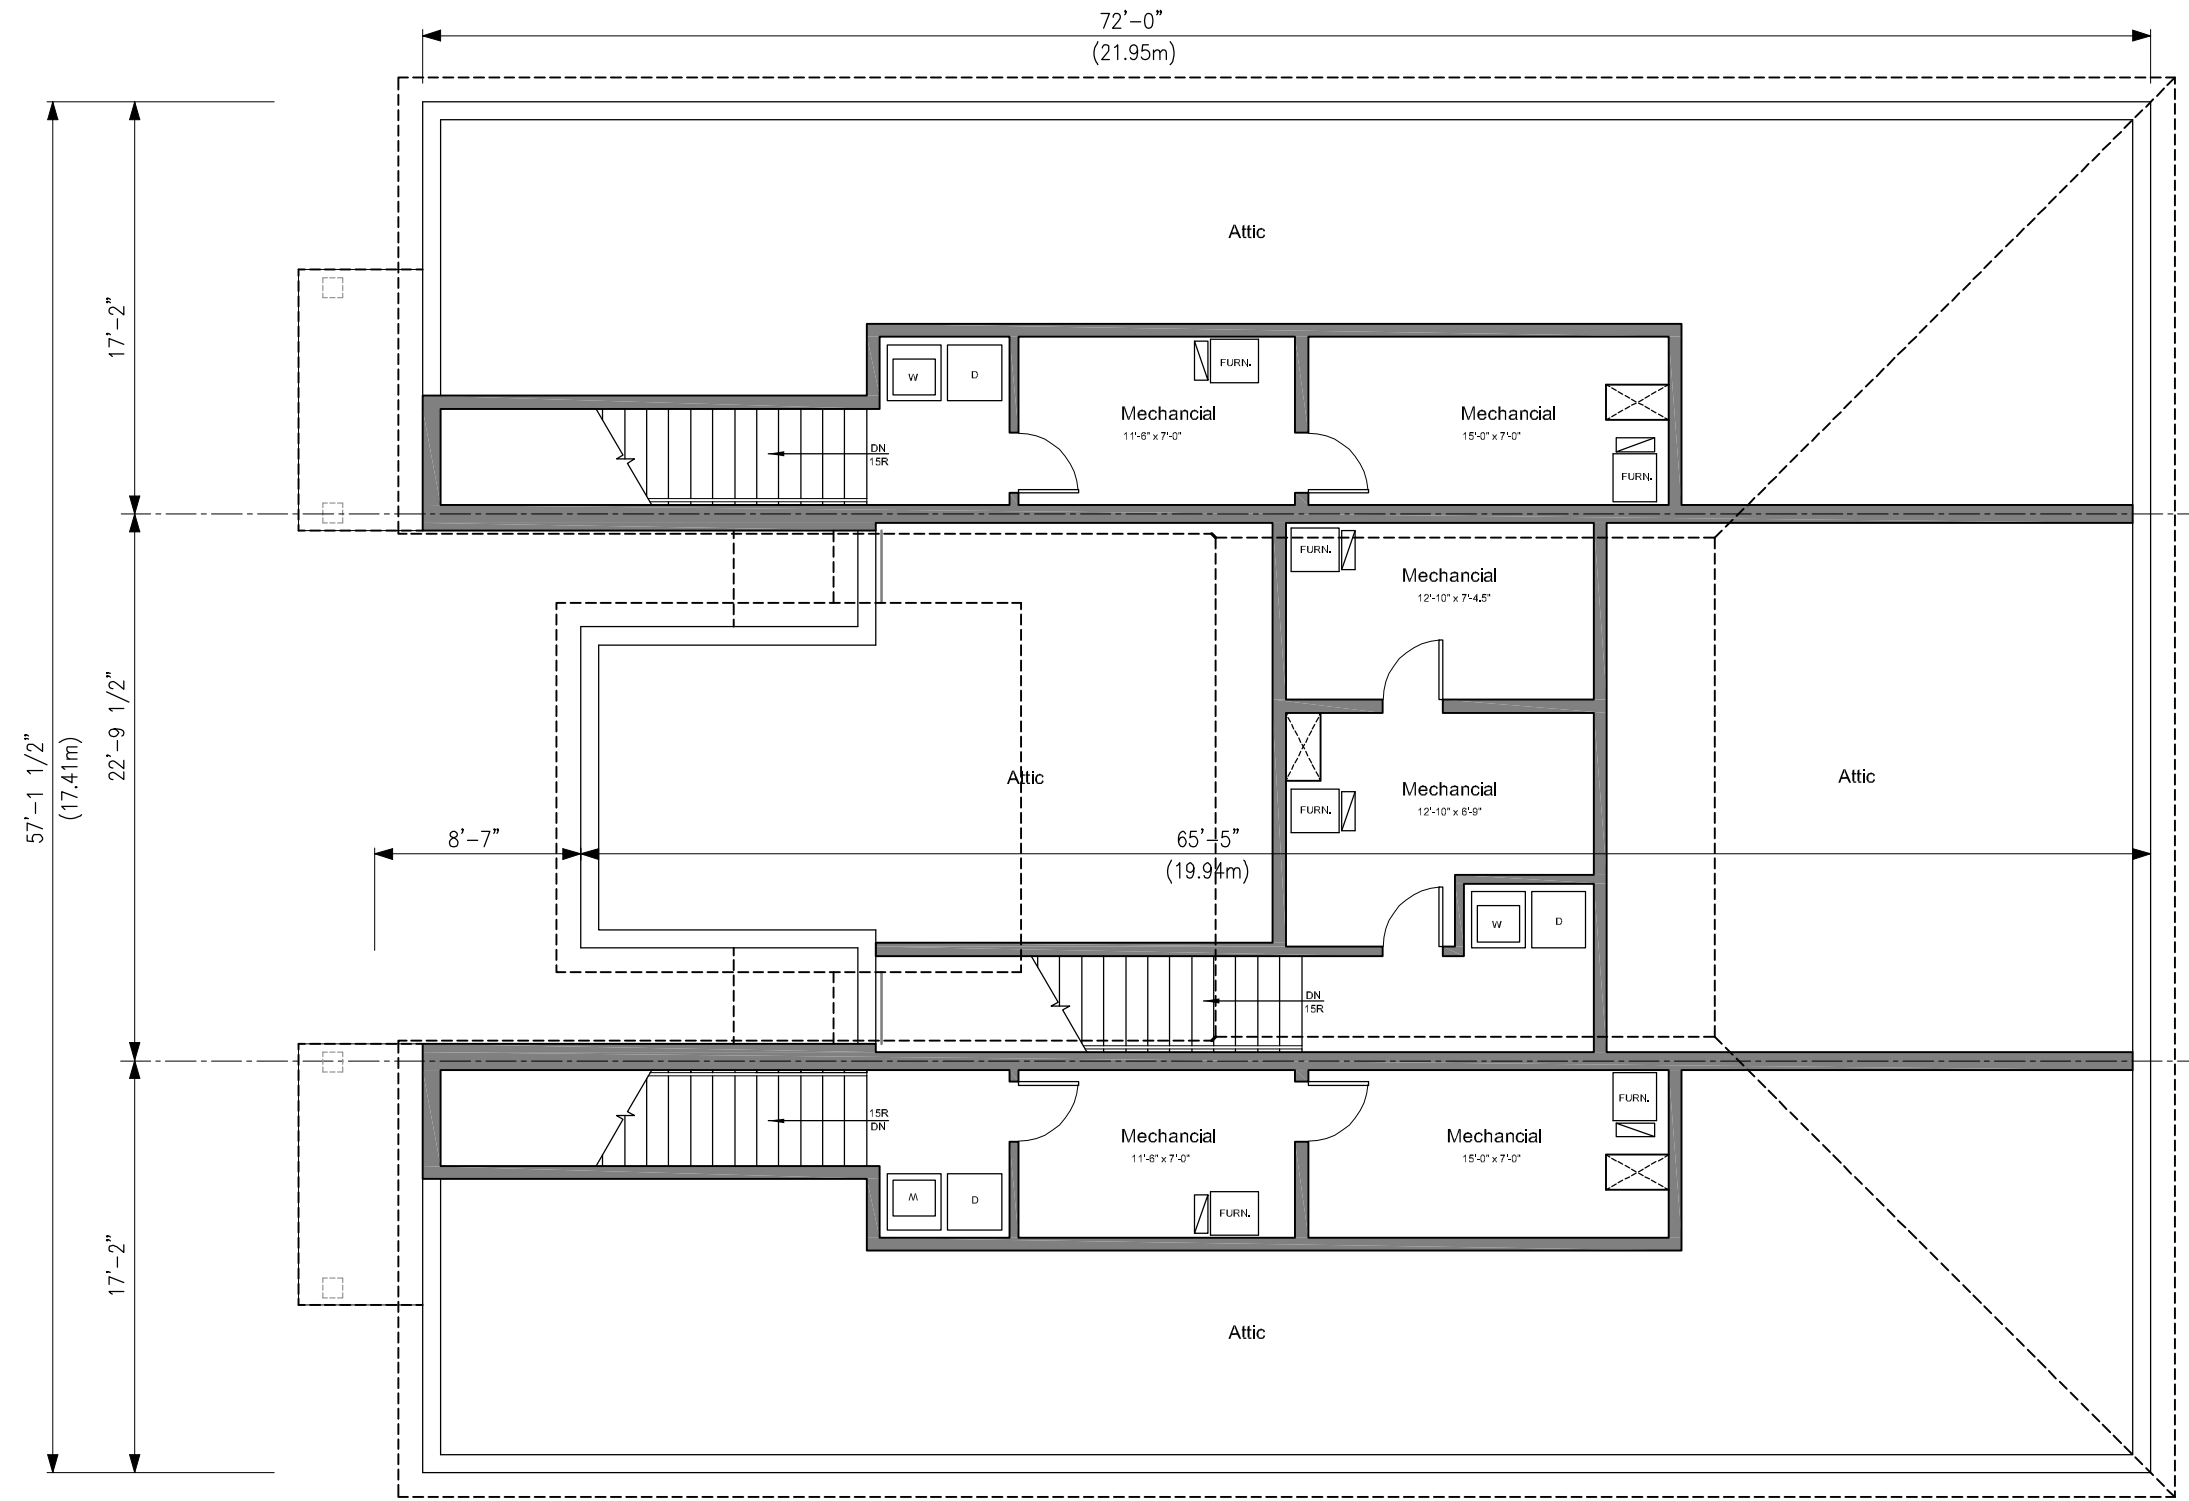 72'-0"
(21.95m)
Attic
17'-2"
W
D
FURN.
Mechancial
11'-6" x 7'-0"
Mechancial
15'-0" x 7'-0"
DN
15R
FURN.
FURN.
Mechancial
12'-10" x 7'-4.5"
22'-9 1/2"
57'-1 1/2"
(17.41m)
Attic
Attic
Mechancial
12'-10" x 6'-9"
FURN.
8'-7"
65'-5"
(19.94m)
W
D
DN
15R
15R
DN
FURN.
Mechancial
11'-6" x 7'-0"
Mechancial
15'-0" x 7'-0"
W
D
FURN.
17'-2"
Attic